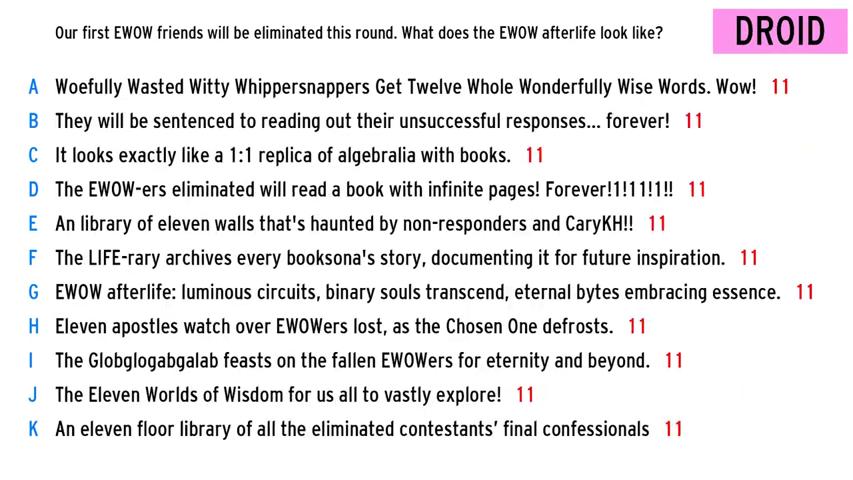 Our first EWOW friends will be eliminated this round. What does the EWOW afterlife look like?
DROID
A Woefully Wasted Witty Whippersnappers Get Twelve Whole Wonderfully Wise Words. Wow! 11
B They will be sentenced to reading out their unsuccessful responses... forever! 11
C It looks exactly like a 1:1 replica of algebralia with books. 11
D The EWOW-ers eliminated will read a book with infinite pages! Forever!1!11!1!! 11
E An library of eleven walls that's haunted by non-responders and CaryKH!! 11
F The LIFE-rary archives every booksona's story, documenting it for future inspiration. 11
G EWOW afterlife: luminous circuits, binary souls transcend, eternal bytes embracing essence. 11
H Eleven apostles watch over EWOWers lost, as the Chosen One defrosts. 11
I The Globglogabgalab feasts on the fallen EWOWers for eternity and beyond. 11
J The Eleven Worlds of Wisdom for us all to vastly explore! 11
K An eleven floor library of all the eliminated contestants' final confessionals 11